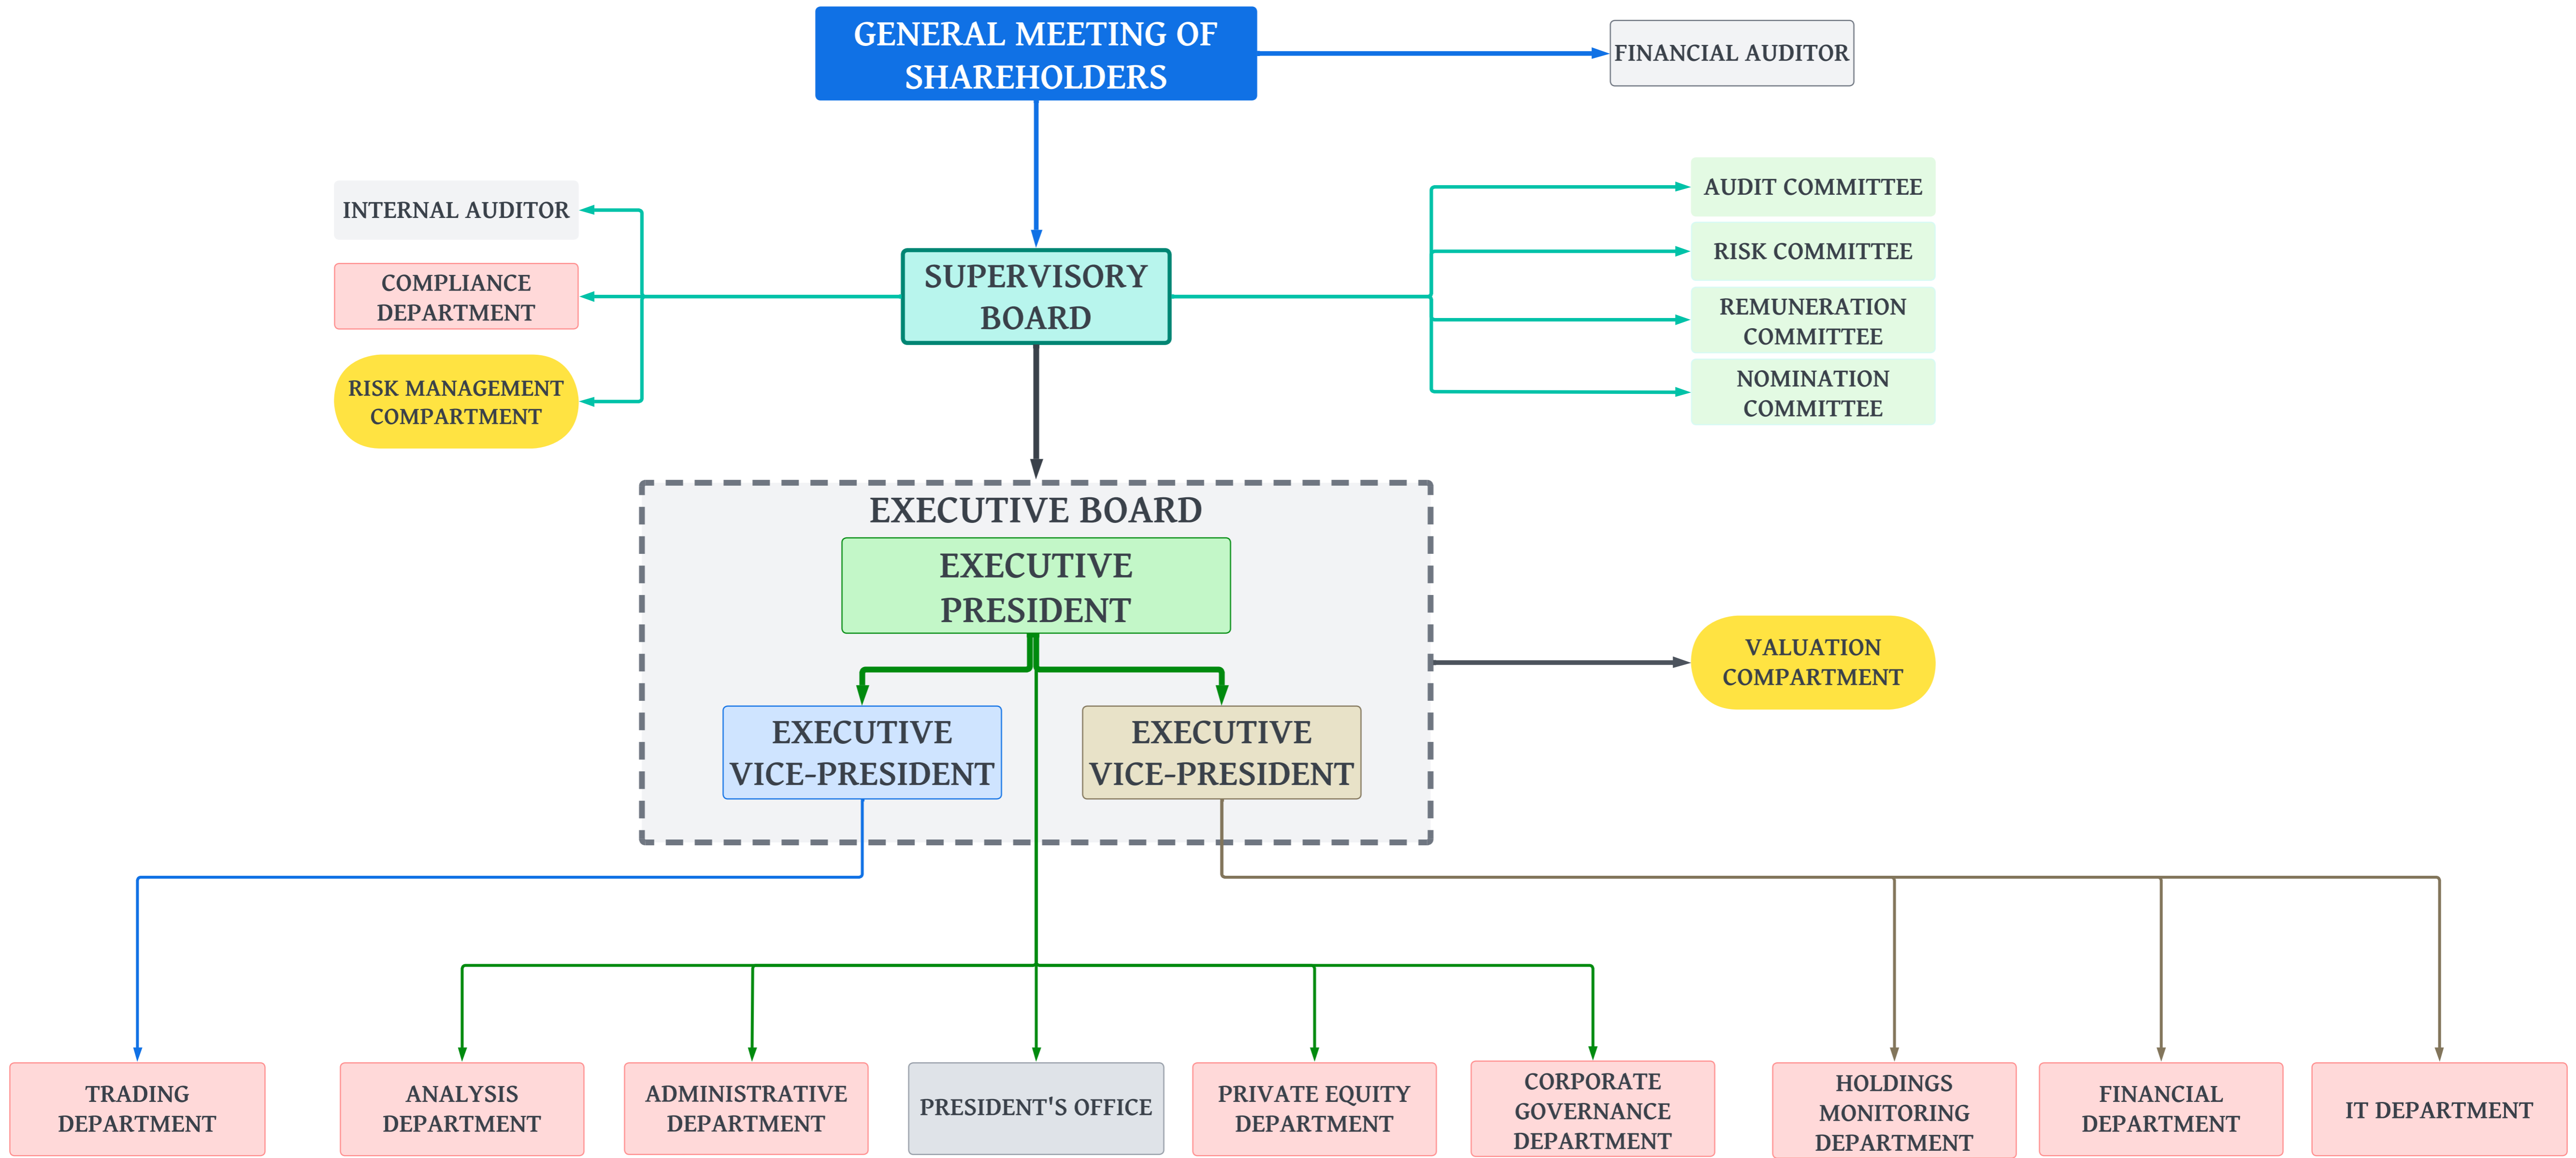 GENERAL MEETING OF
SHAREHOLDERS
FINANCIAL AUDITOR
INTERNAL AUDITOR
COMPLIANCE
DEPARTMENT
RISK MANAGEMENT
COMPARTMENT
SUPERVISORY
BOARD
AUDIT COMMITTEE
RISK COMMITTEE
REMUNERATION
COMMITTEE
NOMINATION
COMMITTEE
EXECUTIVE BOARD
EXECUTIVE
PRESIDENT
EXECUTIVE
VICE-PRESIDENT
EXECUTIVE
VICE-PRESIDENT
VALUATION
COMPARTMENT
TRADING
DEPARTMENT
ANALYSIS
DEPARTMENT
ADMINISTRATIVE
DEPARTMENT
PRESIDENT'S OFFICE
PRIVATE EQUITY
DEPARTMENT
CORPORATE
GOVERNANCE
DEPARTMENT
HOLDINGS
MONITORING
DEPARTMENT
FINANCIAL
DEPARTMENT
IT DEPARTMENT